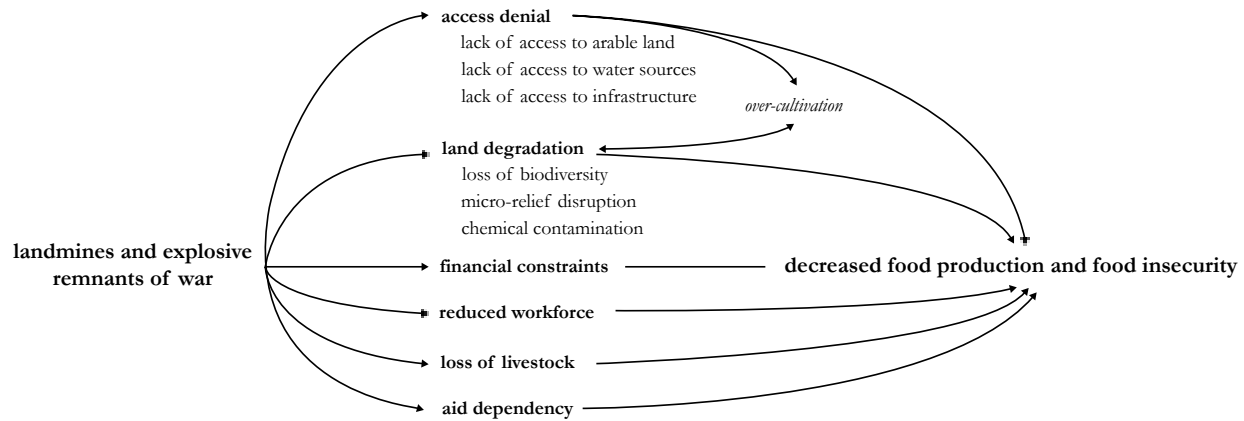 access denial
lack of access to arable land
lack of access to water sources
lack of access to infrastructure
over-cultivation
land degradation
loss of biodiversity
micro-relief disruption
chemical contamination
landmines and explosive
remnants of war
financial constraints
decreased food production and food insecurity
reduced workforce
loss of livestock
aid dependency